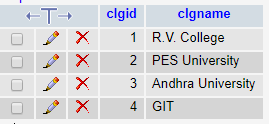 clgid clgname
1 R.V. College
2 PES University
3 Andhra University
4 GIT